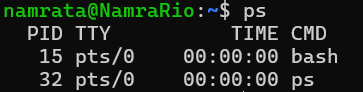 namrata@NamraRio:~$ ps
  PID TTY          TIME CMD
   15 pts/0    00:00:00 bash
   32 pts/0    00:00:00 ps